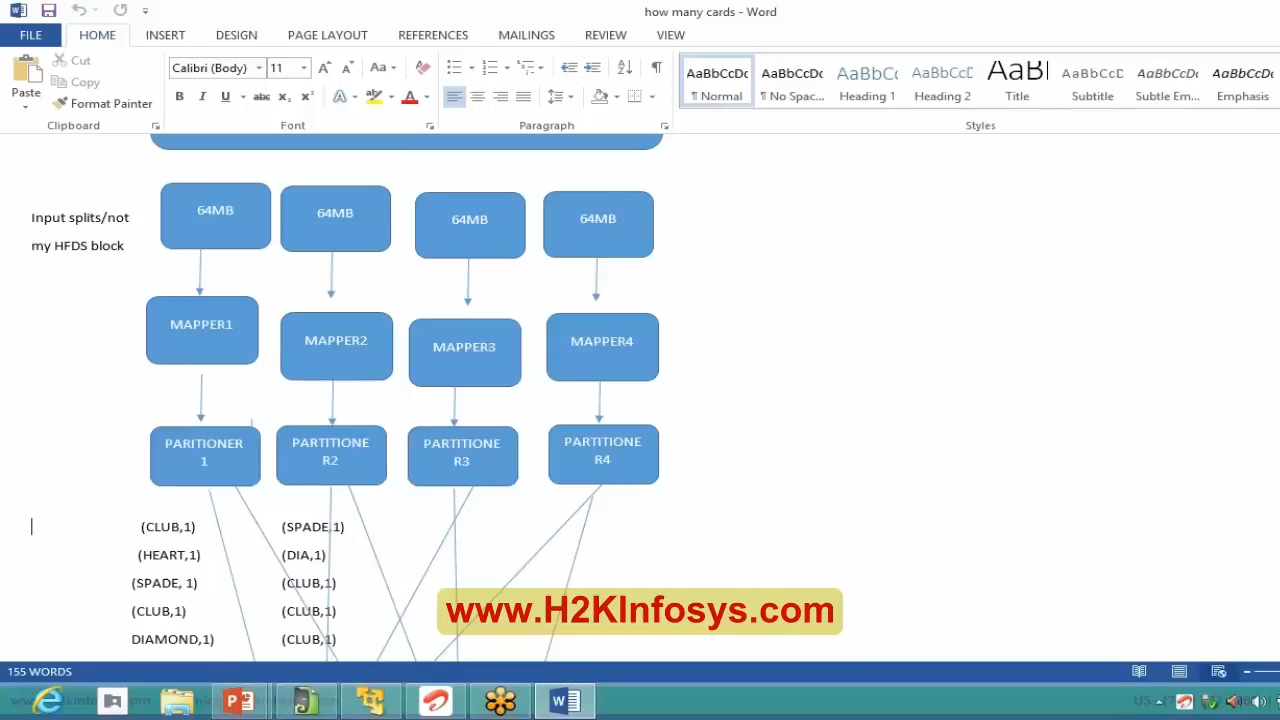 how many cards - Word
FILE HOME INSERT DESIGN PAGE LAYOUT REFERENCES MAILINGS REVIEW VIEW
Paste
Cut
Copy
Format Painter
Clipboard
Calibri (Body) 11
Font
Paragraph
AaBbCcDc AaBbCcDc AaBbC AaBbCcD AaBl AaBbCcD AaBbCcDc AaBbCcDc
¶ Normal ¶ No Spac... Heading 1 Heading 2 Title Subtitle Subtle Em... Emphasis
Styles
Input splits/not
my HFDS block
64MB 64MB 64MB 64MB
MAPPER1 MAPPER2 MAPPER3 MAPPER4
PARITIONER
1
PARTITIONE
R2
PARTITIONE
R3
PARTITIONE
R4
(CLUB,1) (SPADE,1)
(HEART,1) (DIA,1)
(SPADE, 1) (CLUB,1)
(CLUB,1) (CLUB,1)
DIAMOND,1) (CLUB,1)
www.H2KInfosys.com
155 WORDS